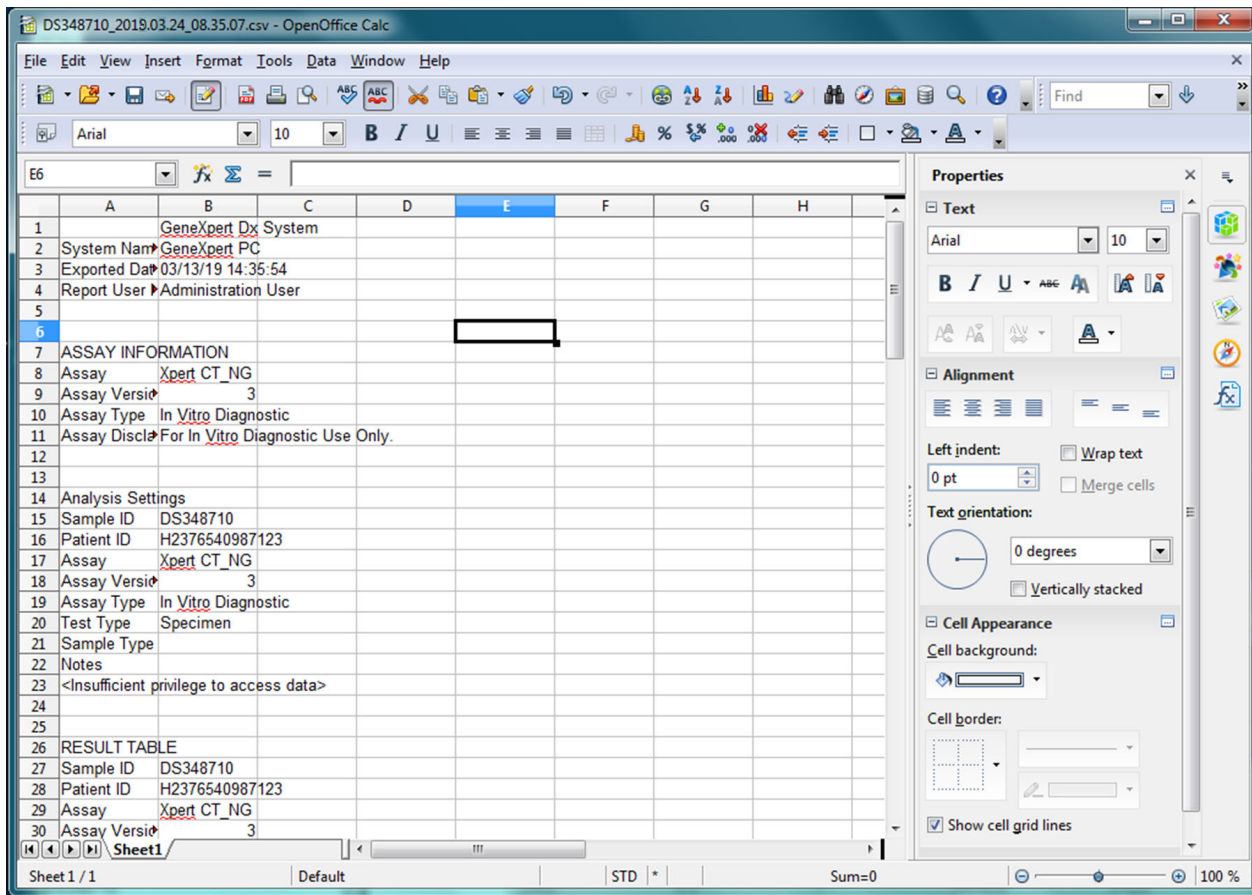 DS348710_2019.03.24_08.35.07.csv - OpenOffice Calc
File Edit View Insert Format Tools Data Window Help
ABC ABC Find
Arial 10 B I U
E6 fx Σ =
A B C D E F G H
1 GeneXpert Dx System
2 System Nam GeneXpert PC
3 Exported Dat 03/13/19 14:35:54
4 Report User Administration User
5
6
7 ASSAY INFORMATION
8 Assay Xpert CT_NG
9 Assay Versio 3
10 Assay Type In Vitro Diagnostic
11 Assay Discla For In Vitro Diagnostic Use Only.
12
13
14 Analysis Settings
15 Sample ID DS348710
16 Patient ID H2376540987123
17 Assay Xpert CT_NG
18 Assay Versio 3
19 Assay Type In Vitro Diagnostic
20 Test Type Specimen
21 Sample Type
22 Notes
23 <Insufficient privilege to access data>
24
25
26 RESULT TABLE
27 Sample ID DS348710
28 Patient ID H2376540987123
29 Assay Xpert CT_NG
30 Assay Versio 3
Sheet1
Sheet 1 / 1 Default STD * Sum=0 100 %
Properties
Text
Arial 10
B I U ABC
Alignment
Left indent: Wrap text
0 pt Merge cells
Text orientation:
0 degrees
Vertically stacked
Cell Appearance
Cell background:
Cell border:
Show cell grid lines